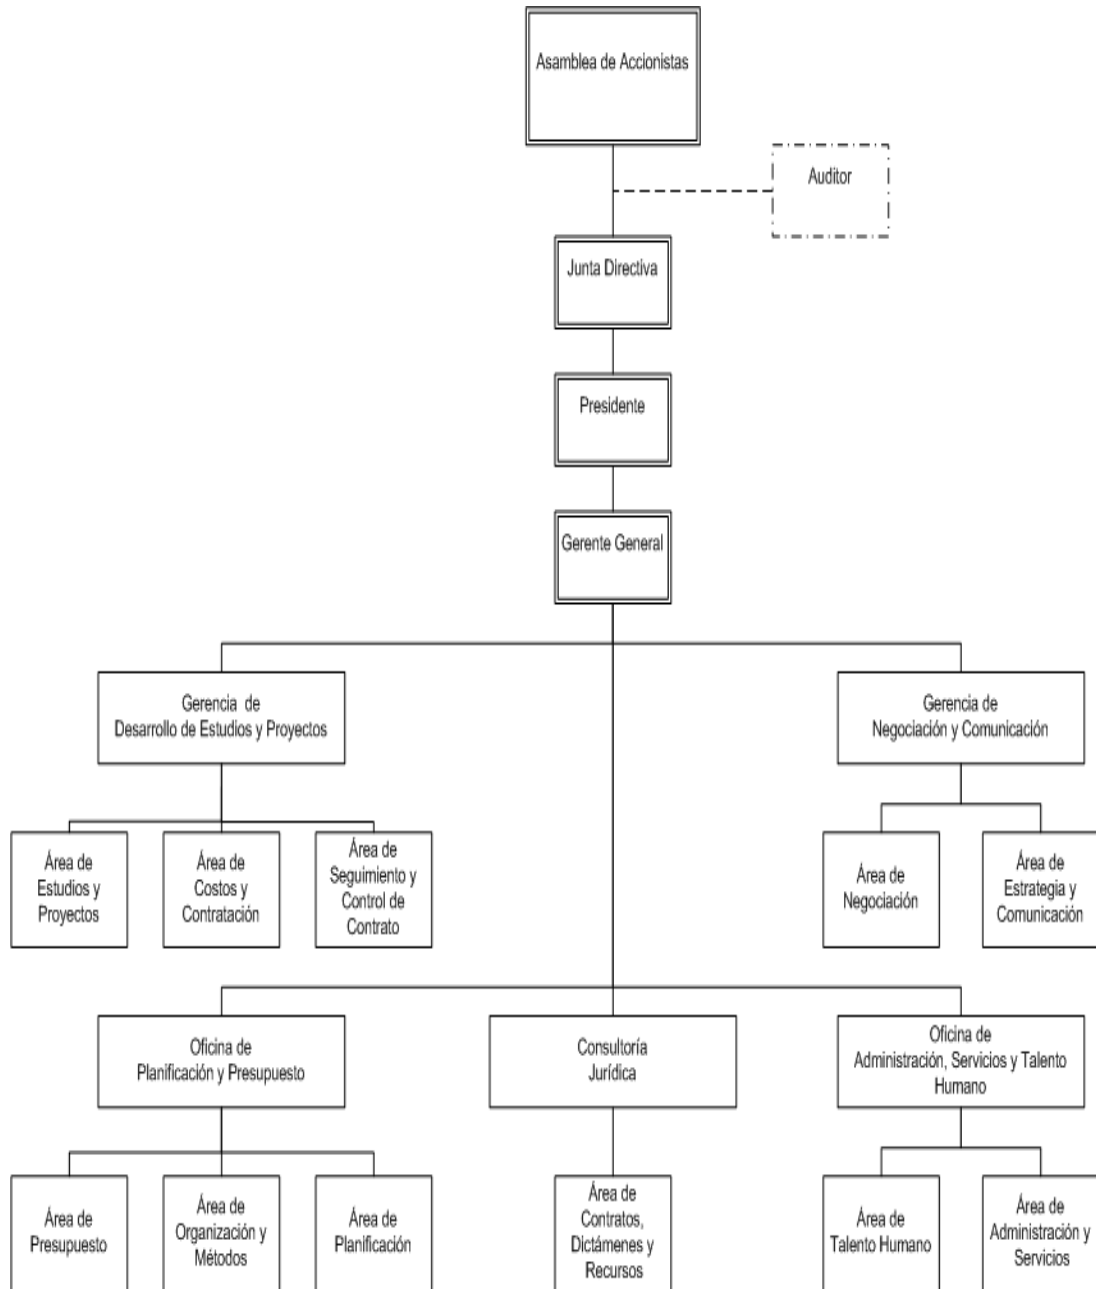 Asamblea de Accionistas
Auditor
Junta Directiva
Presidente
Gerente General
Gerencia de
Desarrollo de Estudios y Proyectos
Gerencia de
Negociación y Comunicación
Área de
Estudios y
Proyectos
Área de
Costos y
Contratación
Área de
Seguimiento y
Control de
Contrato
Área de
Negociación
Área de
Estrategia y
Comunicación
Oficina de
Planificación y Presupuesto
Consultoría
Jurídica
Oficina de
Administración, Servicios y Talento
Humano
Área de
Presupuesto
Área de
Organización y
Métodos
Área de
Planificación
Área de
Contratos,
Dictámenes y
Recursos
Área de
Talento Humano
Área de
Administración y
Servicios